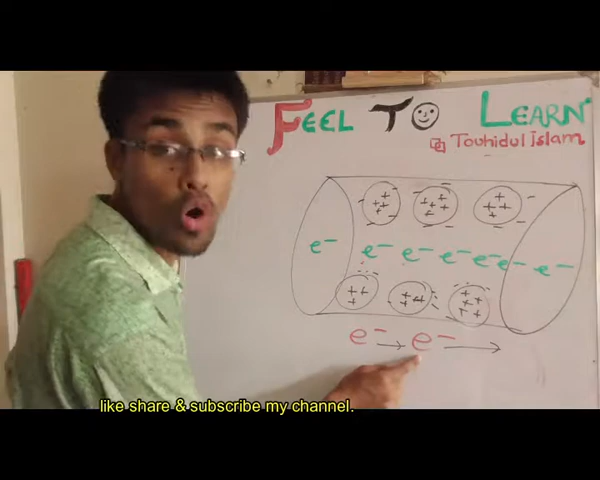 FEEL TO LEARN
Touhidul Islam
e⁻ e⁻ e⁻ e⁻ e⁻ e⁻ e⁻
e⁻ → e⁻ →
like share & subscribe my channel.